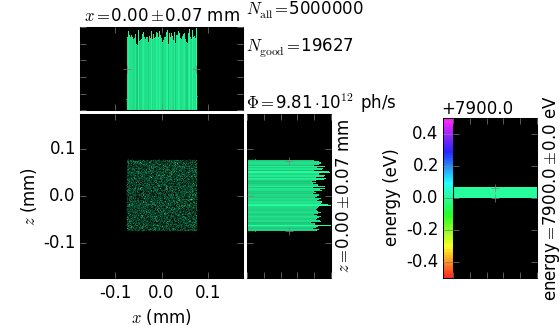 x=0.00±0.07 mm
N_all=5000000
N_good=19627
Φ=9.81·10¹² ph/s
0.1
0.0
-0.1
z (mm)
-0.1 0.0 0.1
x (mm)
z=0.00±0.07 mm
+7900.0
0.4
0.2
0.0
-0.2
-0.4
energy (eV)
energy=7900.0±0.0 eV